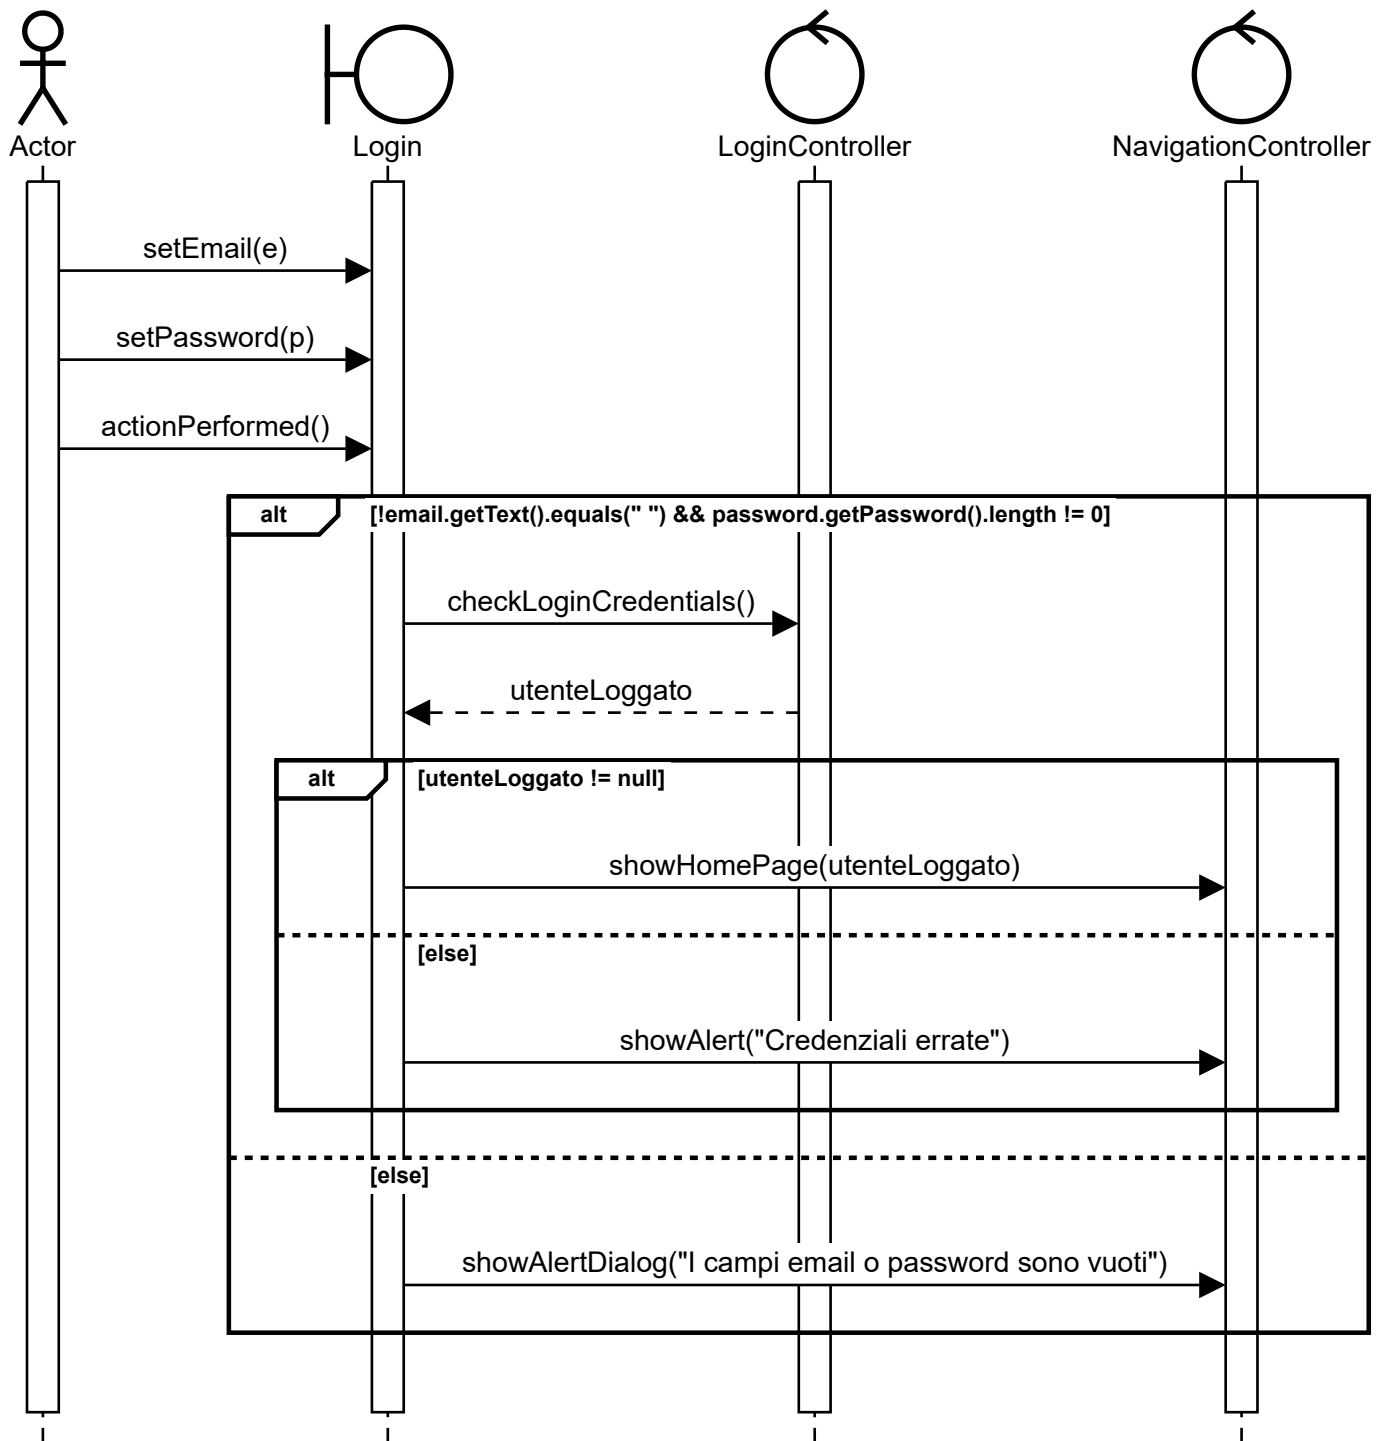 Actor
Login
LoginController
NavigationController
setEmail(e)
setPassword(p)
actionPerformed()
alt
[!email.getText().equals(" ") && password.getPassword().length != 0]
checkLoginCredentials()
utenteLoggato
alt
[utenteLoggato != null]
showHomePage(utenteLoggato)
[else]
showAlert("Credenziali errate")
[else]
showAlertDialog("I campi email o password sono vuoti")